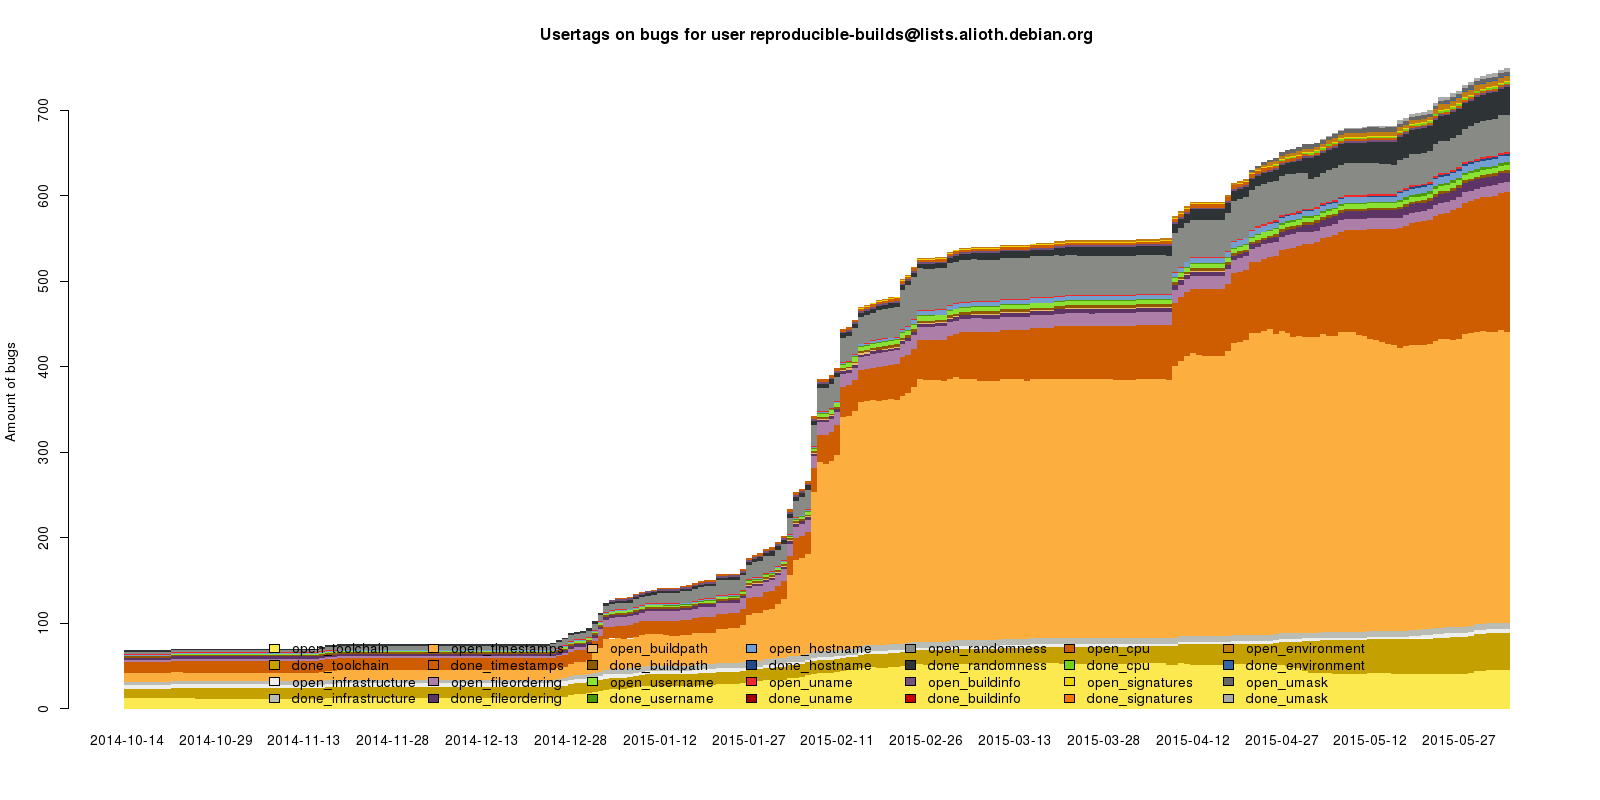 Usertags on bugs for user reproducible-builds@lists.alioth.debian.org
Amount of bugs
700
600
500
400
300
200
100
0
open_toolchain open_timestamps open_buildpath open_hostname open_randomness open_cpu open_environment
done_toolchain done_timestamps done_buildpath done_hostname done_randomness done_cpu done_environment
open_infrastructure open_fileordering open_username open_uname open_buildinfo open_signatures open_umask
done_infrastructure done_fileordering done_username done_uname done_buildinfo done_signatures done_umask
2014-10-14 2014-10-29 2014-11-13 2014-11-28 2014-12-13 2014-12-28 2015-01-12 2015-01-27 2015-02-11 2015-02-26 2015-03-13 2015-03-28 2015-04-12 2015-04-27 2015-05-12 2015-05-27